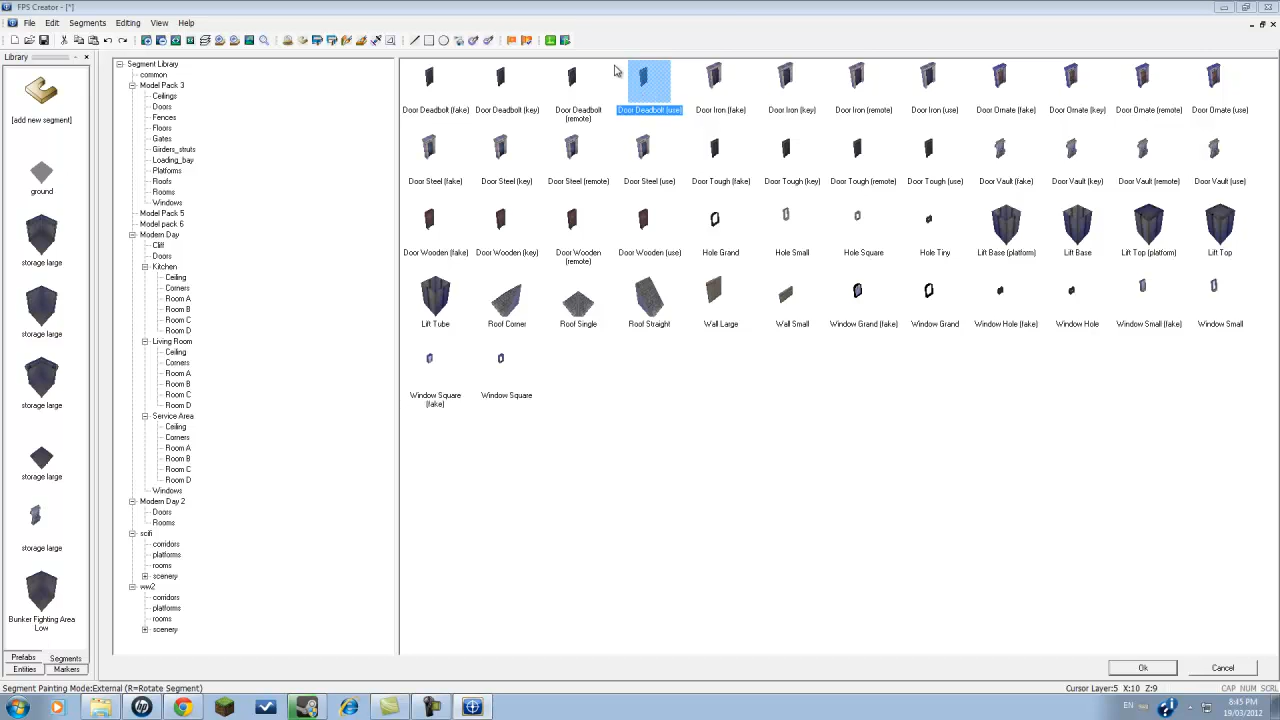 FPS Creator - [*]
File Edit Segments Editing View Help
Library
[add new segment]
ground
storage large
storage large
storage large
storage large
storage large
Bunker Fighting Area
Low
Prefabs Segments
Entities Markers
Segment Library
common
Model Pack 3
Ceilings
Doors
Fences
Floors
Gates
Girders_struts
Loading_bay
Platforms
Roofs
Rooms
Windows
Model Pack 5
Model pack 6
Modern Day
Cliff
Doors
Kitchen
Ceiling
Corners
Room A
Room B
Room C
Room D
Living Room
Ceiling
Corners
Room A
Room B
Room C
Room D
Service Area
Ceiling
Corners
Room A
Room B
Room C
Room D
Windows
Modern Day 2
Doors
Rooms
scifi
corridors
platforms
rooms
scenery
ww2
corridors
platforms
rooms
scenery
Door Deadbolt (fake) Door Deadbolt (key) Door Deadbolt (remote) Door Deadbolt (use) Door Iron (fake) Door Iron (key) Door Iron (remote) Door Iron (use) Door Ornate (fake) Door Ornate (key) Door Ornate (remote) Door Ornate (use)
Door Steel (fake) Door Steel (key) Door Steel (remote) Door Steel (use) Door Tough (fake) Door Tough (key) Door Tough (remote) Door Tough (use) Door Vault (fake) Door Vault (key) Door Vault (remote) Door Vault (use)
Door Wooden (fake) Door Wooden (key) Door Wooden (remote) Door Wooden (use) Hole Grand Hole Small Hole Square Hole Tiny Lift Base (platform) Lift Base Lift Top (platform) Lift Top
Lift Tube Roof Corner Roof Single Roof Straight Wall Large Wall Small Window Grand (fake) Window Grand Window Hole (fake) Window Hole Window Small (fake) Window Small
Window Square (fake) Window Square
Ok Cancel
Segment Painting Mode:External (R=Rotate Segment) Cursor Layer:5 X:10 Z:9 CAP NUM SCRL
EN 8:45 PM
19/03/2012